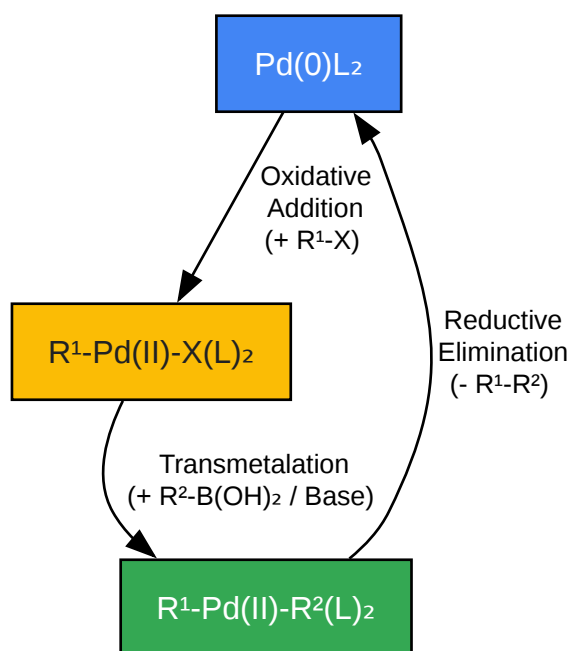 Pd(0)L₂
Oxidative
Addition
(+ R¹-X)
R¹-Pd(II)-X(L)₂
Reductive
Elimination
(- R¹-R²)
Transmetalation
(+ R²-B(OH)₂ / Base)
R¹-Pd(II)-R²(L)₂